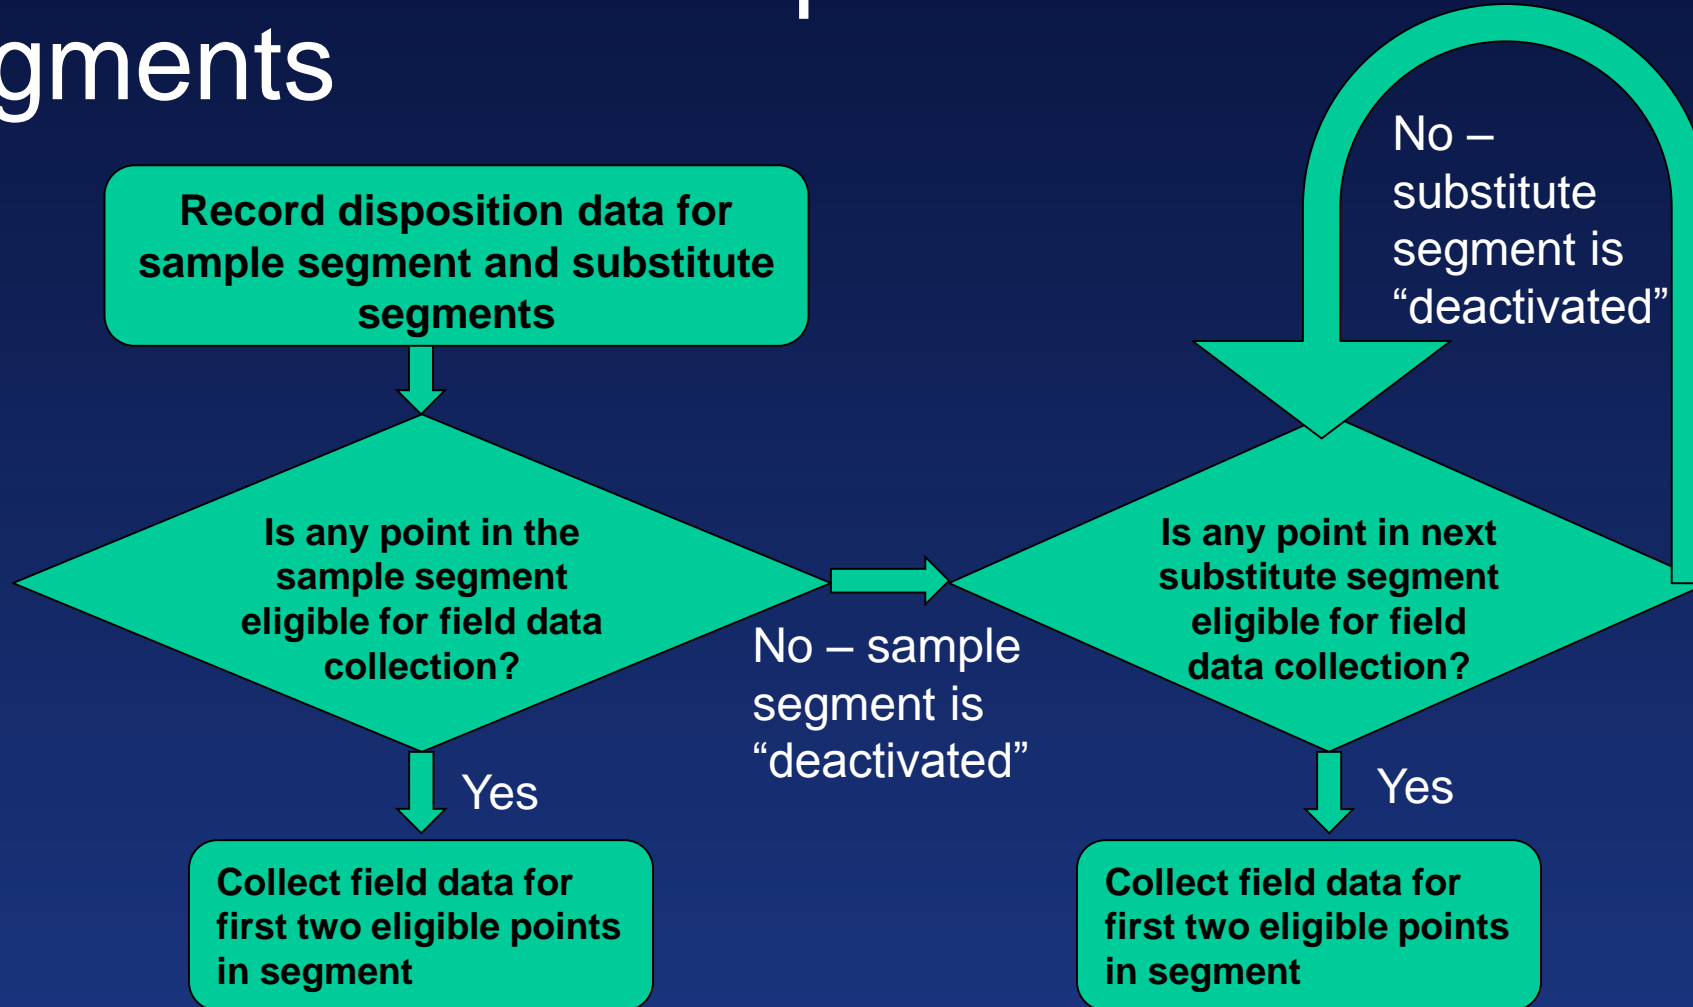 gments
Record disposition data for
sample segment and substitute
segments
No –
substitute
segment is
“deactivated”
Is any point in the
sample segment
eligible for field data
collection?
No – sample
segment is
“deactivated”
Is any point in next
substitute segment
eligible for field
data collection?
Yes
Yes
Collect field data for
first two eligible points
in segment
Collect field data for
first two eligible points
in segment